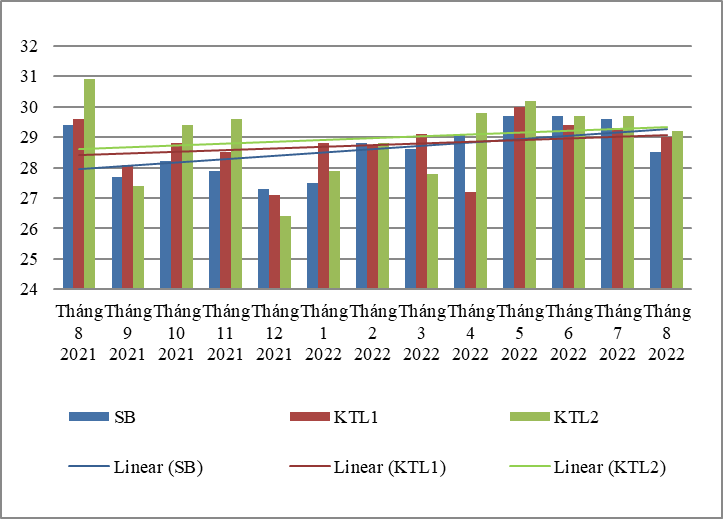 32
31
30
29
28
27
26
25
24
Tháng Tháng Tháng Tháng Tháng Tháng Tháng Tháng Tháng Tháng Tháng Tháng Tháng
8 9 10 11 12 1 2 3 4 5 6 7 8
2021 2021 2021 2021 2021 2022 2022 2022 2022 2022 2022 2022 2022
SB KTL1 KTL2
Linear (SB) Linear (KTL1) Linear (KTL2)